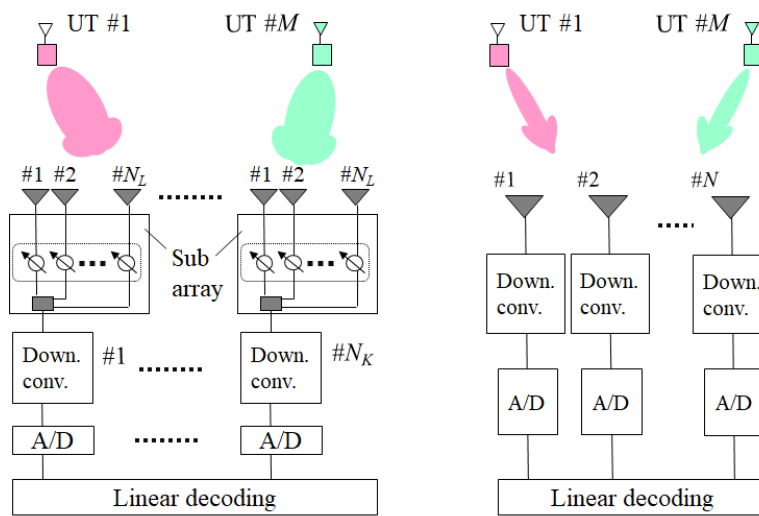 UT #1
UT #M
#1 #2 #N_L
#1 #2 #N_L
Sub
array
Down.
conv.
#1
Down.
conv.
#N_K
A/D
A/D
Linear decoding
UT #1
UT #M
#1
#2
#N
Down.
conv.
Down.
conv.
Down.
conv.
A/D
A/D
A/D
Linear decoding